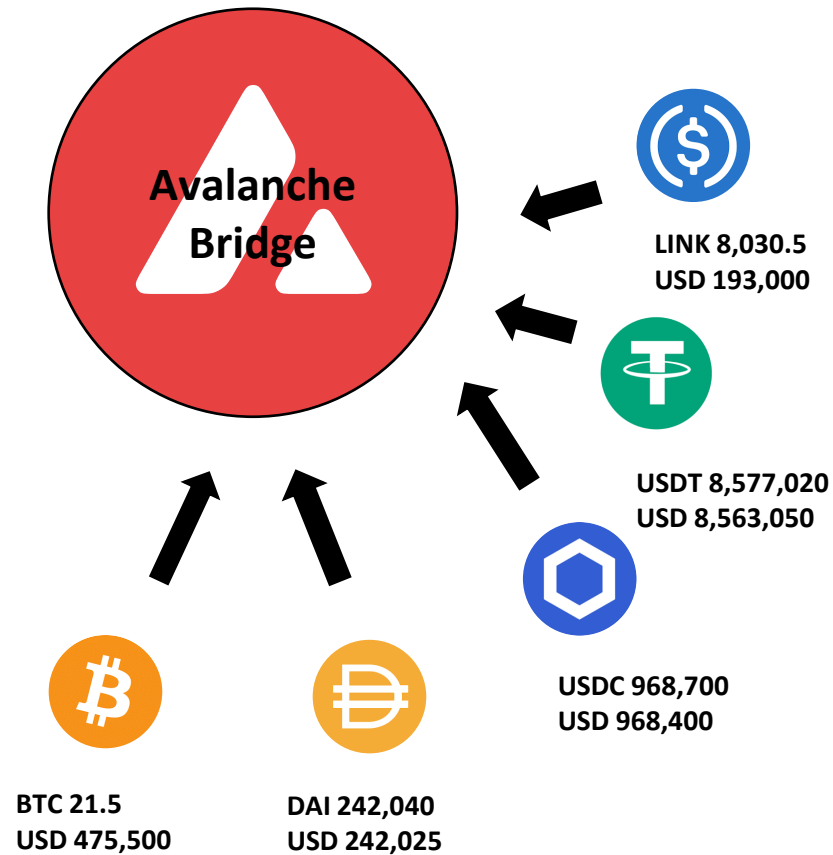 Avalanche
Bridge
LINK 8,030.5
USD 193,000
USDT 8,577,020
USD 8,563,050
USDC 968,700
USD 968,400
BTC 21.5
USD 475,500
DAI 242,040
USD 242,025